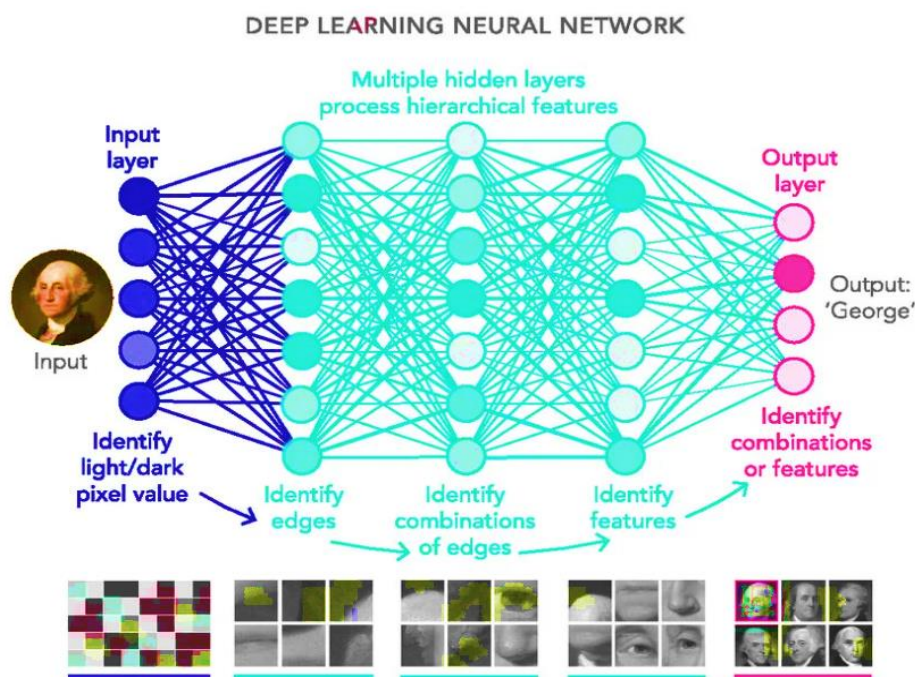 DEEP LEARNING NEURAL NETWORK
Multiple hidden layers
process hierarchical features
Input
layer
Output
layer
Input
Output:
'George'
Identify
light/dark
pixel value
Identify
edges
Identify
combinations
of edges
Identify
features
Identify
combinations
or features